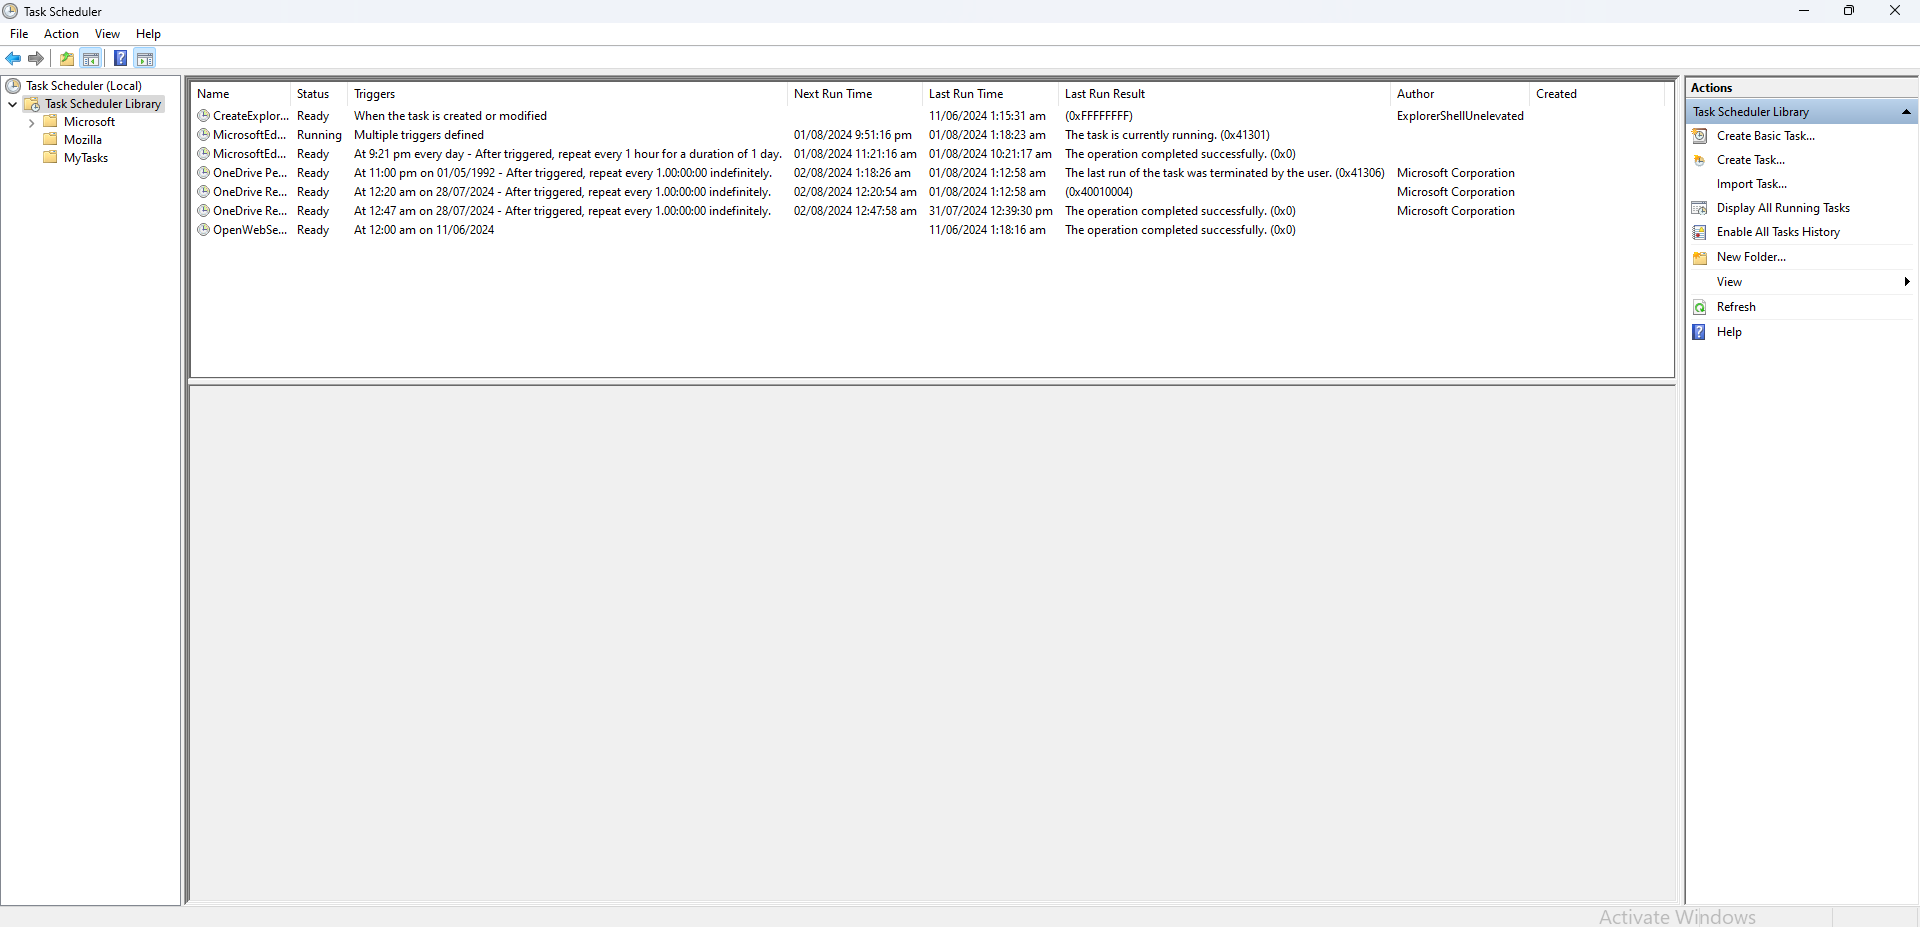 Task Scheduler
File Action View Help
Task Scheduler (Local)
Task Scheduler Library
Microsoft
Mozilla
MyTasks
Name Status Triggers Next Run Time Last Run Time Last Run Result Author Created
CreateExplor... Ready When the task is created or modified 11/06/2024 1:15:31 am (0xFFFFFFFF) ExplorerShellUnelevated
MicrosoftEd... Running Multiple triggers defined 01/08/2024 9:51:16 pm 01/08/2024 1:18:23 am The task is currently running. (0x41301)
MicrosoftEd... Ready At 9:21 pm every day - After triggered, repeat every 1 hour for a duration of 1 day. 01/08/2024 11:21:16 am 01/08/2024 10:21:17 am The operation completed successfully. (0x0)
OneDrive Pe... Ready At 11:00 pm on 01/05/1992 - After triggered, repeat every 1.00:00:00 indefinitely. 02/08/2024 1:18:26 am 01/08/2024 1:12:58 am The last run of the task was terminated by the user. (0x41306) Microsoft Corporation
OneDrive Re... Ready At 12:20 am on 28/07/2024 - After triggered, repeat every 1.00:00:00 indefinitely. 02/08/2024 12:20:54 am 01/08/2024 1:12:58 am (0x40010004) Microsoft Corporation
OneDrive Re... Ready At 12:47 am on 28/07/2024 - After triggered, repeat every 1.00:00:00 indefinitely. 02/08/2024 12:47:58 am 31/07/2024 12:39:30 pm The operation completed successfully. (0x0) Microsoft Corporation
OpenWebSe... Ready At 12:00 am on 11/06/2024 11/06/2024 1:18:16 am The operation completed successfully. (0x0)
Actions
Task Scheduler Library
Create Basic Task...
Create Task...
Import Task...
Display All Running Tasks
Enable All Tasks History
New Folder...
View
Refresh
Help
Activate Windows